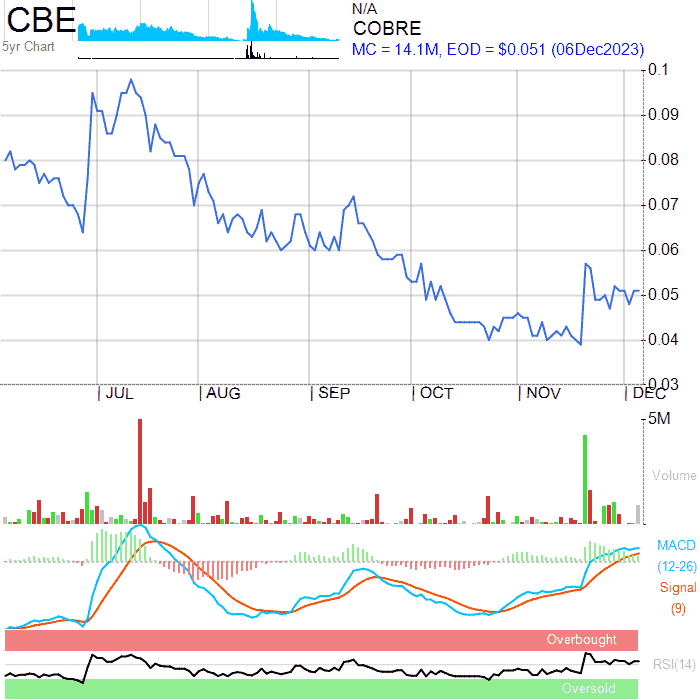 CBE
5yr Chart
N/A
COBRE
MC = 14.1M, EOD = $0.051 (06Dec2023)
0.1
0.09
0.08
0.07
0.06
0.05
0.04
0.03
JUL AUG SEP OCT NOV DEC
5M
Volume
MACD
(12-26)
Signal
(9)
Overbought
RSI(14)
Oversold